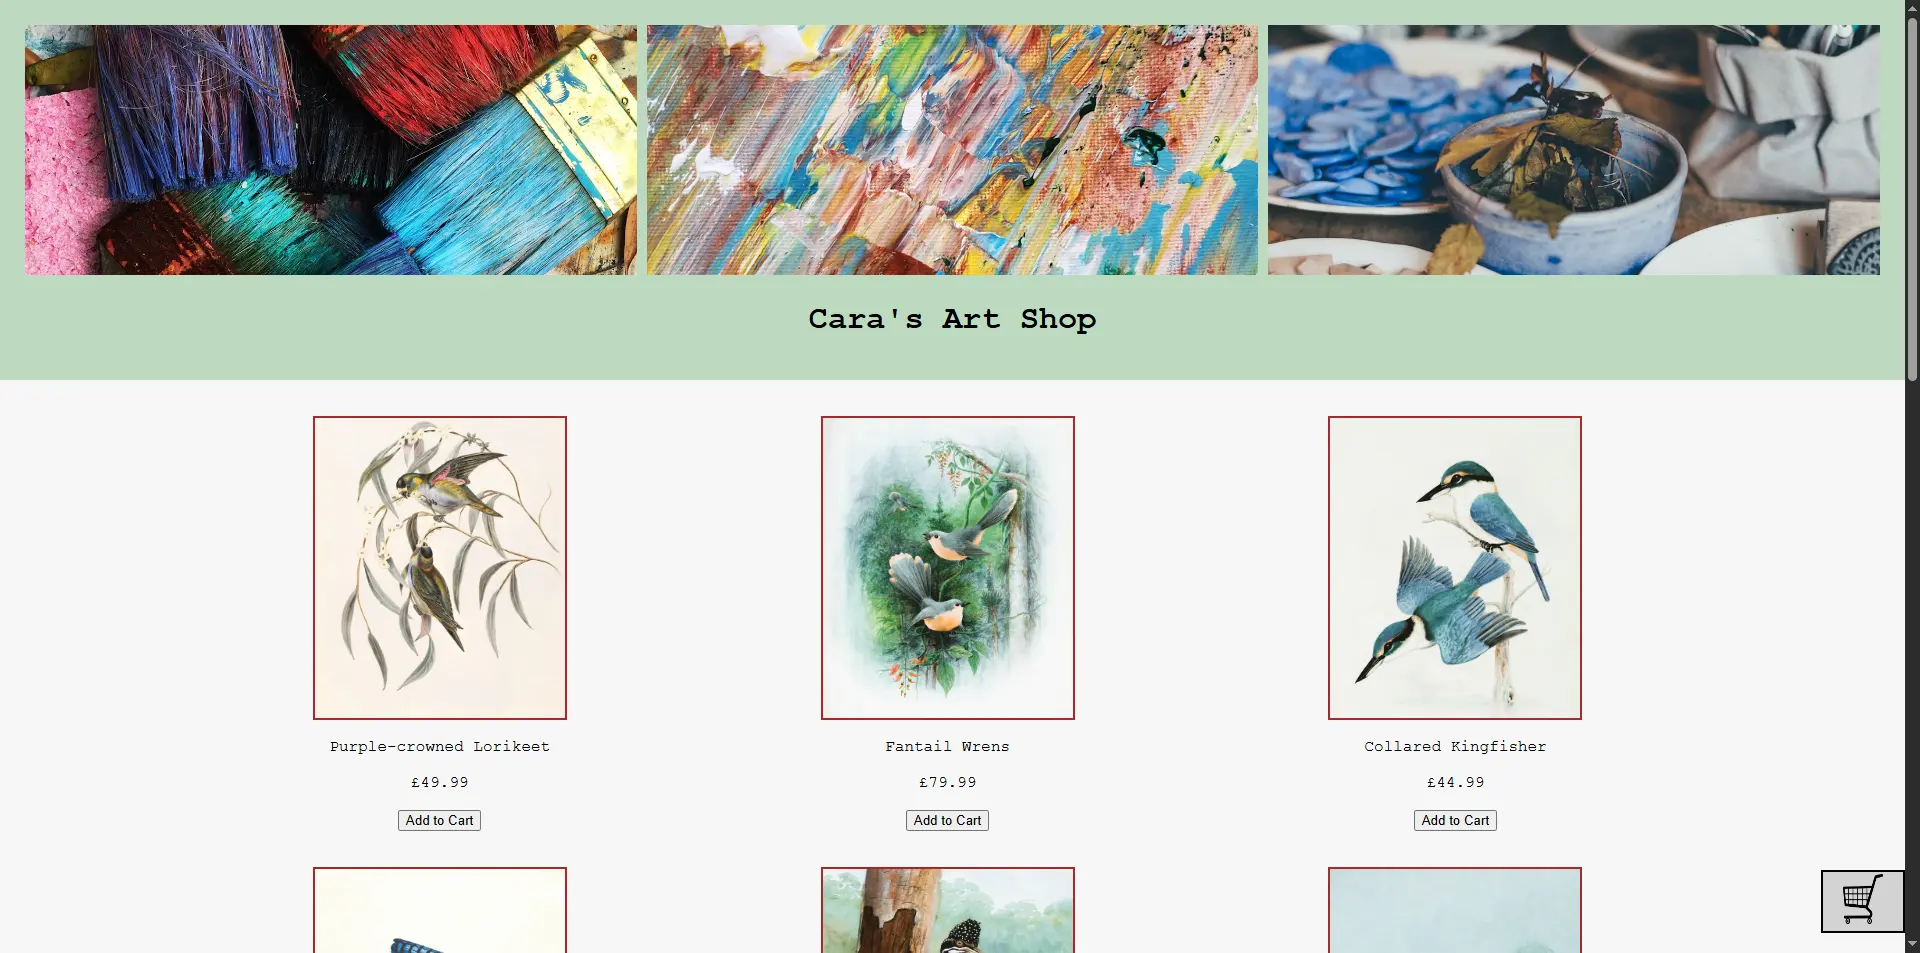 Cara's Art Shop
Purple-crowned Lorikeet
Fantail Wrens
Collared Kingfisher
£49.99
£79.99
£44.99
Add to Cart
Add to Cart
Add to Cart